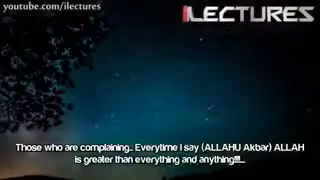 youtube.com/ilectures
ILECTURES
Those who are complaining.. Everytime I say (ALLAHU Akbar) ALLAH
is greater than everything and anything!!!..